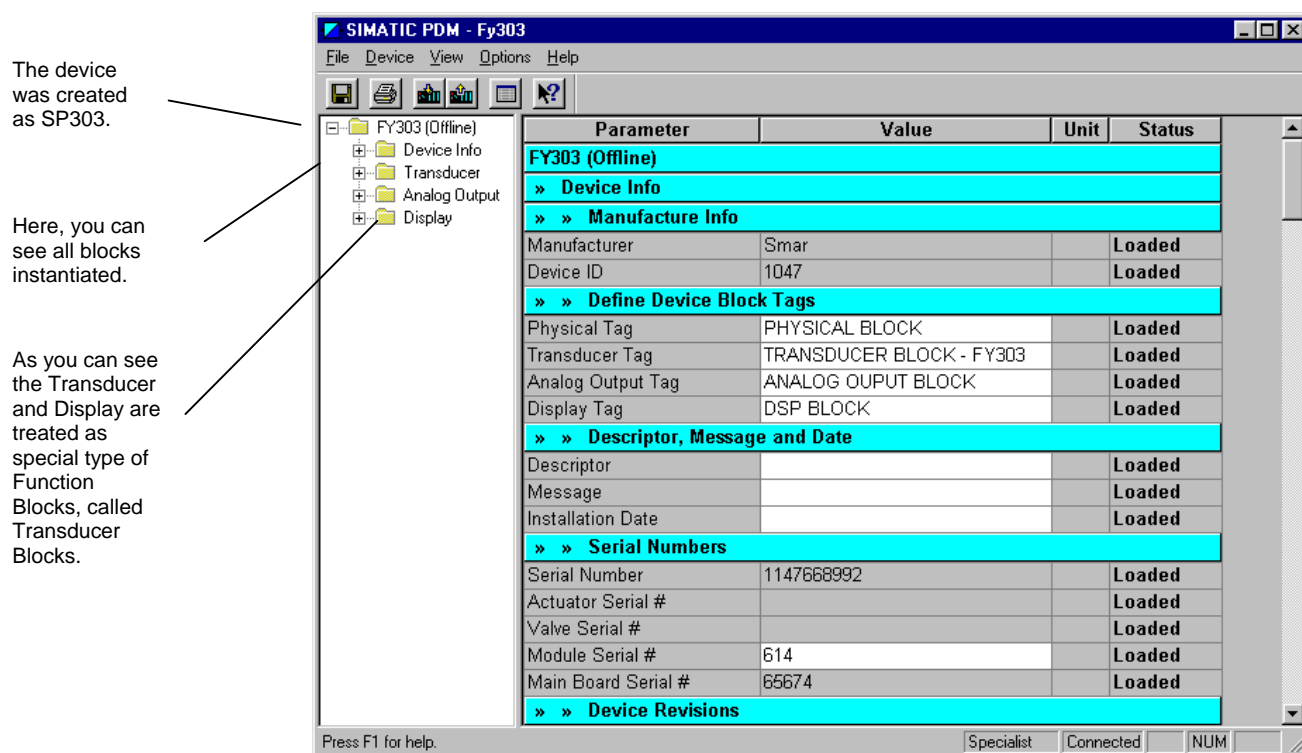 The device
was created
as SP303.
Here, you can
see all blocks
instantiated.
As you can see
the Transducer
and Display are
treated as
special type of
Function
Blocks, called
Transducer
Blocks.
SIMATIC PDM - Fy303
File Device View Options Help
FY303 (Offline)
Device Info
Transducer
Analog Output
Display
Parameter Value Unit Status
FY303 (Offline)
» Device Info
» » Manufacture Info
Manufacturer Smar Loaded
Device ID 1047 Loaded
» » Define Device Block Tags
Physical Tag PHYSICAL BLOCK Loaded
Transducer Tag TRANSDUCER BLOCK - FY303 Loaded
Analog Output Tag ANALOG OUPUT BLOCK Loaded
Display Tag DSP BLOCK Loaded
» » Descriptor, Message and Date
Descriptor Loaded
Message Loaded
Installation Date Loaded
» » Serial Numbers
Serial Number 1147668992 Loaded
Actuator Serial # Loaded
Valve Serial # Loaded
Module Serial # 614 Loaded
Main Board Serial # 65674 Loaded
» » Device Revisions
Press F1 for help. Specialist Connected NUM